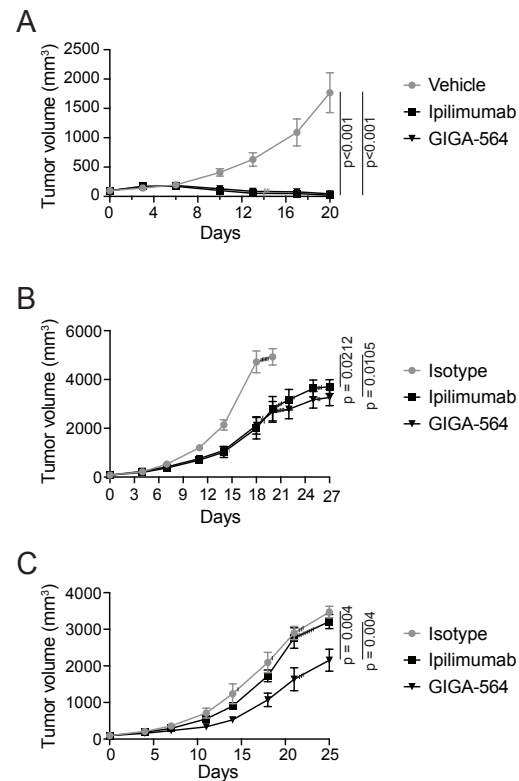 A
Tumor volume (mm³)
2500
2000
1500
1000
500
0
0 4 8 12 16 20
Days
p<0.001
p<0.001
Vehicle
Ipilimumab
GIGA-564
B
Tumor volume (mm³)
6000
4000
2000
0
0 3 6 9 12 15 18 21 24 27
Days
p = 0.0212
p = 0.0105
Isotype
Ipilimumab
GIGA-564
C
Tumor volume (mm³)
4000
3000
2000
1000
0
0 5 10 15 20 25
Days
p = 0.004
p = 0.004
Isotype
Ipilimumab
GIGA-564